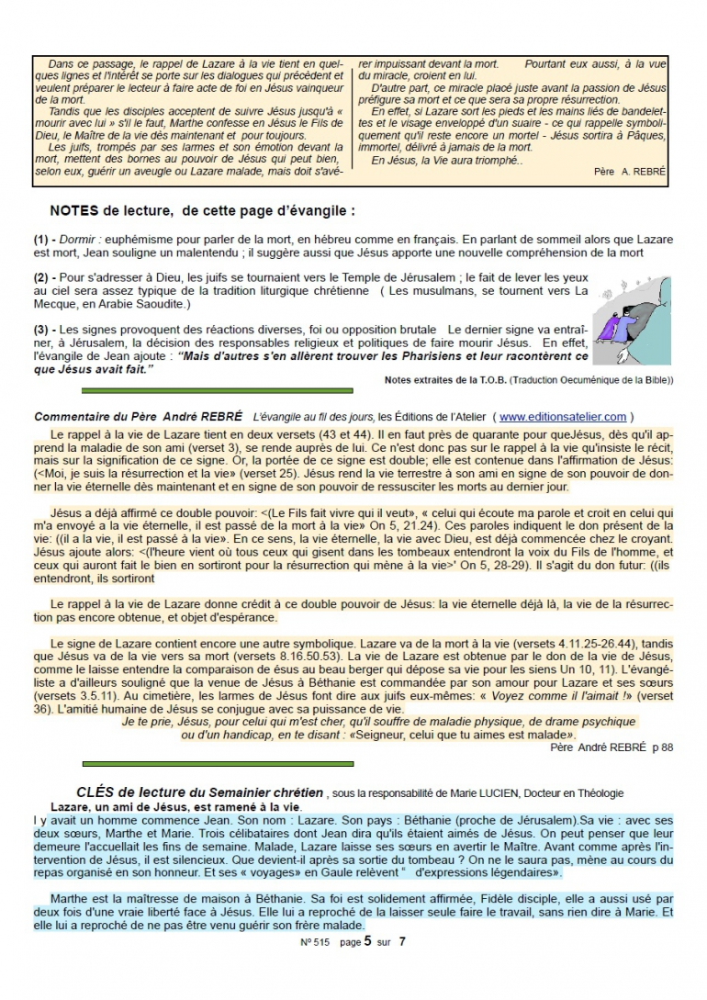 Dans ce passage, le rappel de Lazare à la vie tient en quel-
ques lignes et l'intérêt se porte sur les dialogues qui précèdent et
veulent préparer le lecteur à faire acte de foi en Jésus vainqueur
de la mort.
Tandis que les disciples acceptent de suivre Jésus jusqu'à «
mourir avec lui » s'il le faut, Marthe confesse en Jésus le Fils de
Dieu, le Maître de la vie dès maintenant et pour toujours.
Les juifs, trompés par ses larmes et son émotion devant la
mort, mettent des bornes au pouvoir de Jésus qui peut bien,
selon eux, guérir un aveugle ou Lazare malade, mais doit s'avé-
rer impuissant devant la mort. Pourtant eux aussi, à la vue
du miracle, croient en lui.
D'autre part, ce miracle placé juste avant la passion de Jésus
préfigure sa mort et ce que sera sa propre résurrection.
En effet, si Lazare sort les pieds et les mains liés de bandelet-
tes et le visage enveloppé d'un suaire - ce qui rappelle symboli-
quement qu'il reste encore un mortel - Jésus sortira à Pâques,
immortel, délivré à jamais de la mort.
En Jésus, la Vie aura triomphé..
Père A. REBRÉ
NOTES de lecture, de cette page d'évangile :
(1) - Dormir : euphémisme pour parler de la mort, en hébreu comme en français. En parlant de sommeil alors que Lazare
est mort, Jean souligne un malentendu ; il suggère aussi que Jésus apporte une nouvelle compréhension de la mort
(2) - Pour s'adresser à Dieu, les juifs se tournaient vers le Temple de Jérusalem ; le fait de lever les yeux
au ciel sera assez typique de la tradition liturgique chrétienne ( Les musulmans, se tournent vers La
Mecque, en Arabie Saoudite.)
(3) - Les signes provoquent des réactions diverses, foi ou opposition brutale Le dernier signe va entraî-
ner, à Jérusalem, la décision des responsables religieux et politiques de faire mourir Jésus. En effet,
l'évangile de Jean ajoute : “Mais d'autres s'en allèrent trouver les Pharisiens et leur racontèrent ce
que Jésus avait fait.”
Notes extraites de la T.O.B. (Traduction Oecuménique de la Bible))
Commentaire du Père André REBRÉ L'évangile au fil des jours, les Éditions de l'Atelier ( www.editionsatelier.com )
Le rappel à la vie de Lazare tient en deux versets (43 et 44). Il en faut près de quarante pour queJésus, dès qu'il ap-
prend la maladie de son ami (verset 3), se rende auprès de lui. Ce n'est donc pas sur le rappel à la vie qu'insiste le récit,
mais sur la signification de ce signe. Or, la portée de ce signe est double; elle est contenue dans l'affirmation de Jésus:
(<Moi, je suis la résurrection et la vie» (verset 25). Jésus rend la vie terrestre à son ami en signe de son pouvoir de don-
ner la vie éternelle dès maintenant et en signe de son pouvoir de ressusciter les morts au dernier jour.
Jésus a déjà affirmé ce double pouvoir: <(Le Fils fait vivre qui il veut», « celui qui écoute ma parole et croit en celui qui
m'a envoyé a la vie éternelle, il est passé de la mort à la vie» On 5, 21.24). Ces paroles indiquent le don présent de la
vie: ((il a la vie, il est passé à la vie». En ce sens, la vie éternelle, la vie avec Dieu, est déjà commencée chez le croyant.
Jésus ajoute alors: <(l'heure vient où tous ceux qui gisent dans les tombeaux entendront la voix du Fils de l'homme, et
ceux qui auront fait le bien en sortiront pour la résurrection qui mène à la vie>' On 5, 28-29). Il s'agit du don futur: ((ils
entendront, ils sortiront
Le rappel à la vie de Lazare donne crédit à ce double pouvoir de Jésus: la vie éternelle déjà là, la vie de la résurrec-
tion pas encore obtenue, et objet d'espérance.
Le signe de Lazare contient encore une autre symbolique. Lazare va de la mort à la vie (versets 4.11.25-26.44), tandis
que Jésus va de la vie vers sa mort (versets 8.16.50.53). La vie de Lazare est obtenue par le don de la vie de Jésus,
comme le laisse entendre la comparaison de ésus au beau berger qui dépose sa vie pour les siens Un 10, 11). L'évangé-
liste a d'ailleurs souligné que la venue de Jésus à Béthanie est commandée par son amour pour Lazare et ses sœurs
(versets 3.5.11). Au cimetière, les larmes de Jésus font dire aux juifs eux-mêmes: « Voyez comme il l'aimait !» (verset
36). L'amitié humaine de Jésus se conjugue avec sa puissance de vie.
Je te prie, Jésus, pour celui qui m'est cher, qu'il souffre de maladie physique, de drame psychique
ou d'un handicap, en te disant : «Seigneur, celui que tu aimes est malade».
Père André REBRÉ p 88
CLÉS de lecture du Semainier chrétien , sous la responsabilité de Marie LUCIEN, Docteur en Théologie
Lazare, un ami de Jésus, est ramené à la vie.
I l y avait un homme commence Jean. Son nom : Lazare. Son pays : Béthanie (proche de Jérusalem).Sa vie : avec ses
deux sœurs, Marthe et Marie. Trois célibataires dont Jean dira qu'ils étaient aimés de Jésus. On peut penser que leur
demeure l'accueillait les fins de semaine. Malade, Lazare laisse ses sœurs en avertir le Maître. Avant comme après l'in-
tervention de Jésus, il est silencieux. Que devient-il après sa sortie du tombeau ? On ne le saura pas, mène au cours du
repas organisé en son honneur. Et ses « voyages» en Gaule relèvent “ d'expressions légendaires».
Marthe est la maîtresse de maison à Béthanie. Sa foi est solidement affirmée, Fidèle disciple, elle a aussi usé par
deux fois d'une vraie liberté face à Jésus. Elle lui a reproché de la laisser seule faire le travail, sans rien dire à Marie. Et
elle lui a reproché de ne pas être venu guérir son frère malade.
Nº 515 page 5 sur 7